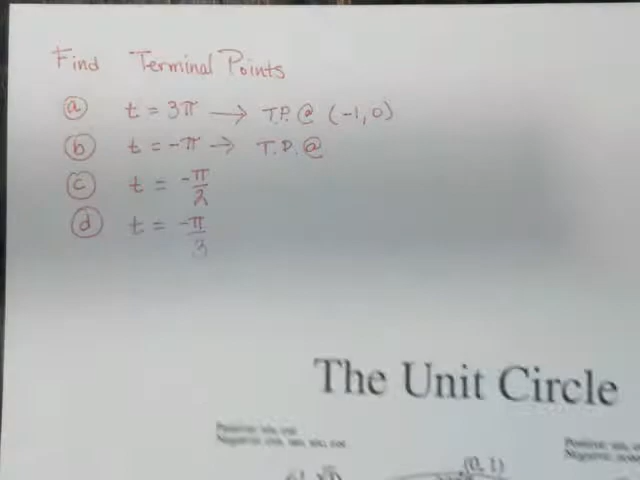 Find Terminal Points
(a) t = 3π → T.P. @ (-1, 0)
(b) t = -π → T.P. @
(c) t = -π/2
(d) t = -π/3
The Unit Circle
(0, 1)